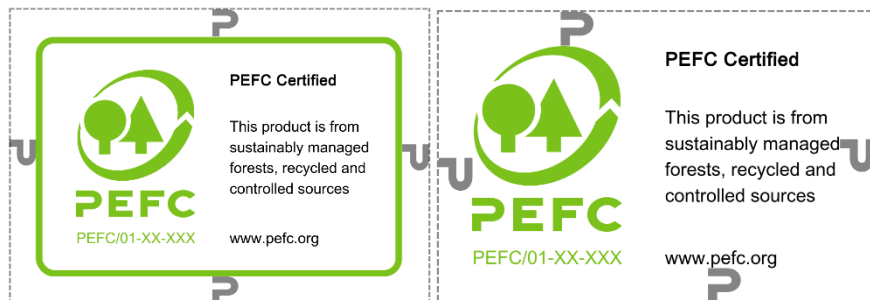 P
PEFC Certified
This product is from
sustainably managed
forests, recycled and
controlled sources
P
P
PEFC
PEFC/01-XX-XXX
www.pefc.org
P
P
PEFC Certified
This product is from
sustainably managed
forests, recycled and
controlled sources
P
P
PEFC
PEFC/01-XX-XXX
www.pefc.org
P